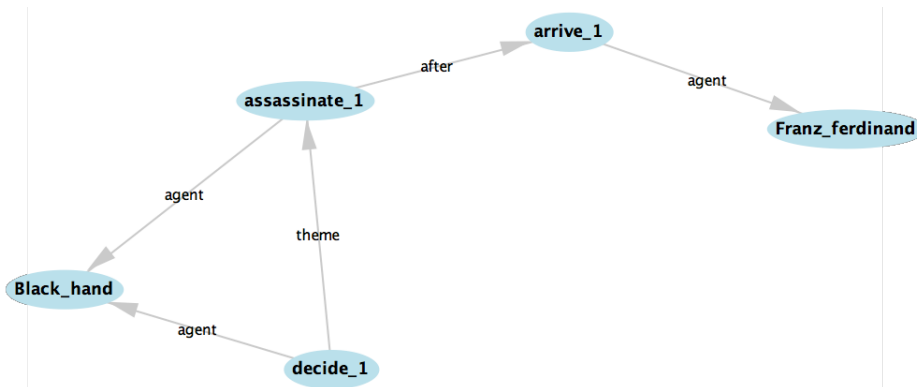 arrive_1
after
agent
assassinate_1
Franz_ferdinand
agent
theme
Black_hand
agent
decide_1